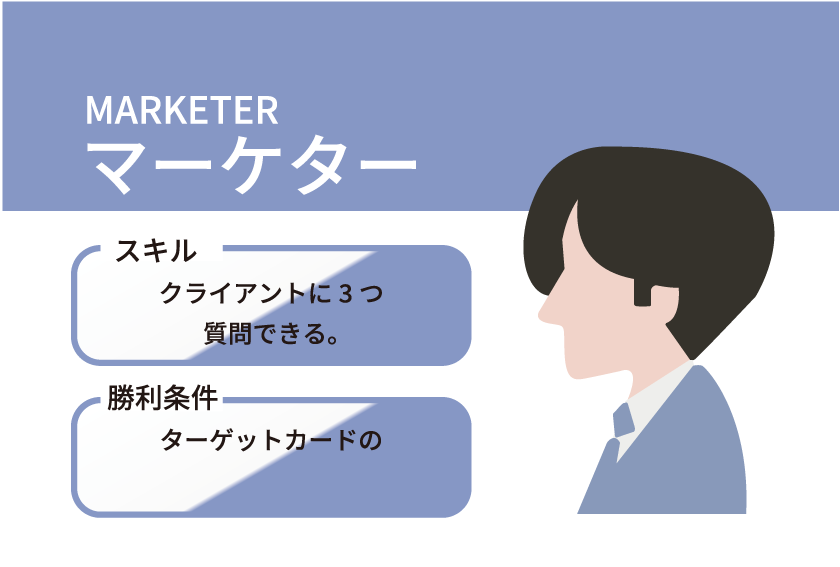 MARKETER
マーケター
スキル
クライアントに3つ
質問できる。
勝利条件
ターゲットカードの